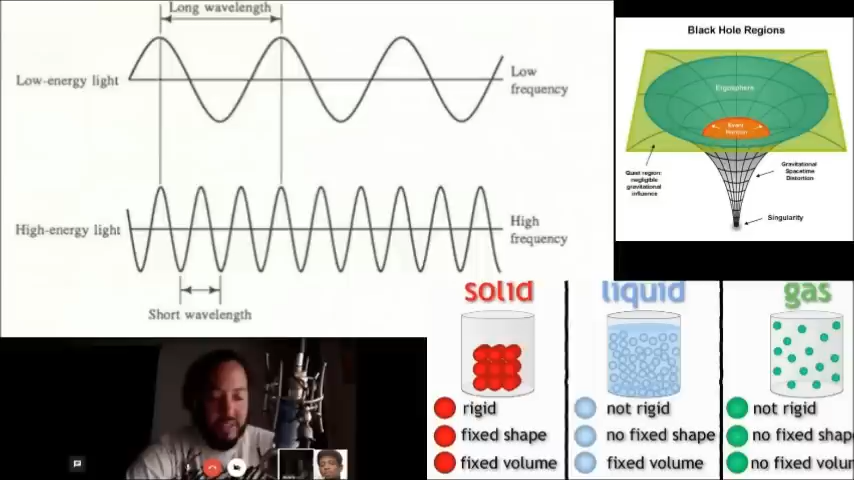 Long wavelength
Low-energy light
Low
frequency
High-energy light
High
frequency
Short wavelength
Black Hole Regions
Ergosphere
Event
Horizon
Quiet region:
negligible
gravitational
influence
Gravitational
Spacetime
Distortion
Singularity
solid
rigid
fixed shape
fixed volume
liquid
not rigid
no fixed shape
fixed volume
gas
not rigid
no fixed shap
no fixed volur